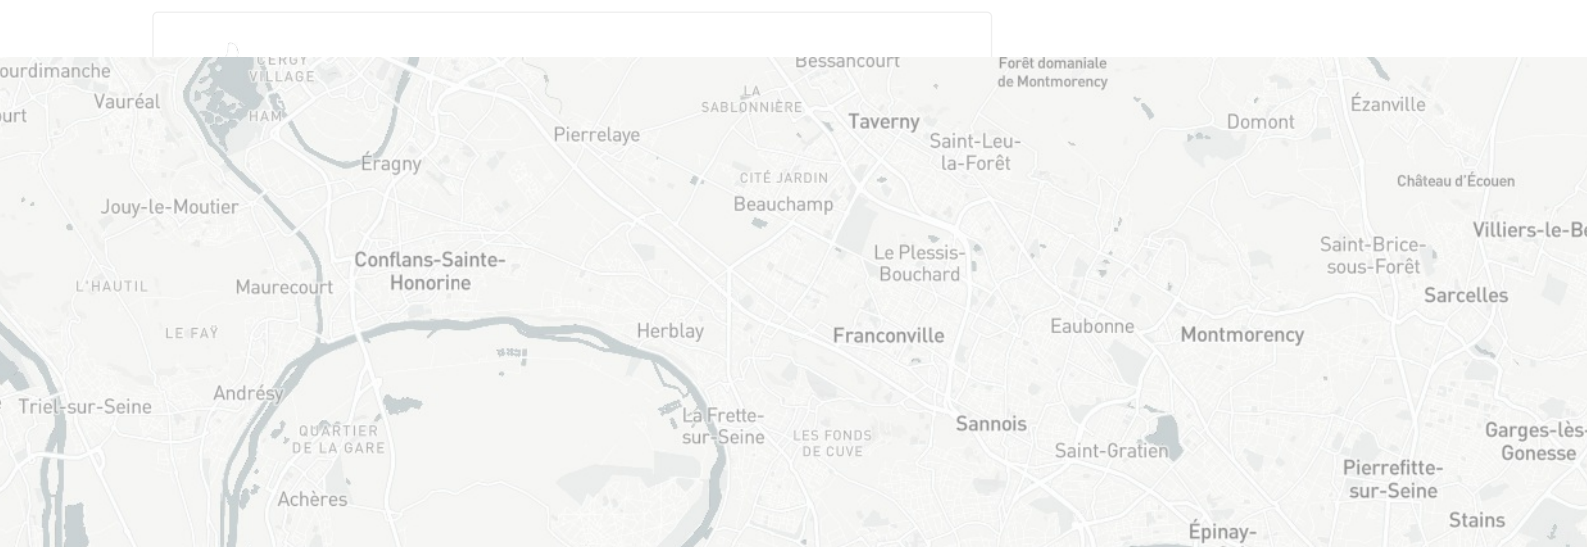 CERGY
VILLAGE
Bessancourt
Forêt domaniale
de Montmorency
Vauréal
HAM
LA
SABLONNIÈRE
Ézanville
Taverny
Domont
Pierrelaye
Saint-Leu-
la-Forêt
Éragny
CITÉ JARDIN
Château d'Écouen
Jouy-le-Moutier
Beauchamp
Villiers-le-Be
Conflans-Sainte-
Honorine
Le Plessis-
Bouchard
Saint-Brice-
sous-Forêt
L'HAUTIL
Maurecourt
Sarcelles
LE FAŸ
Herblay
Franconville
Eaubonne
Montmorency
Andrésy
Triel-sur-Seine
La Frette-
sur-Seine
Sannois
QUARTIER
DE LA GARE
LES FONDS
DE CUVE
Saint-Gratien
Garges-lès-
Gonesse
Pierrefitte-
sur-Seine
Achères
Stains
Épinay-